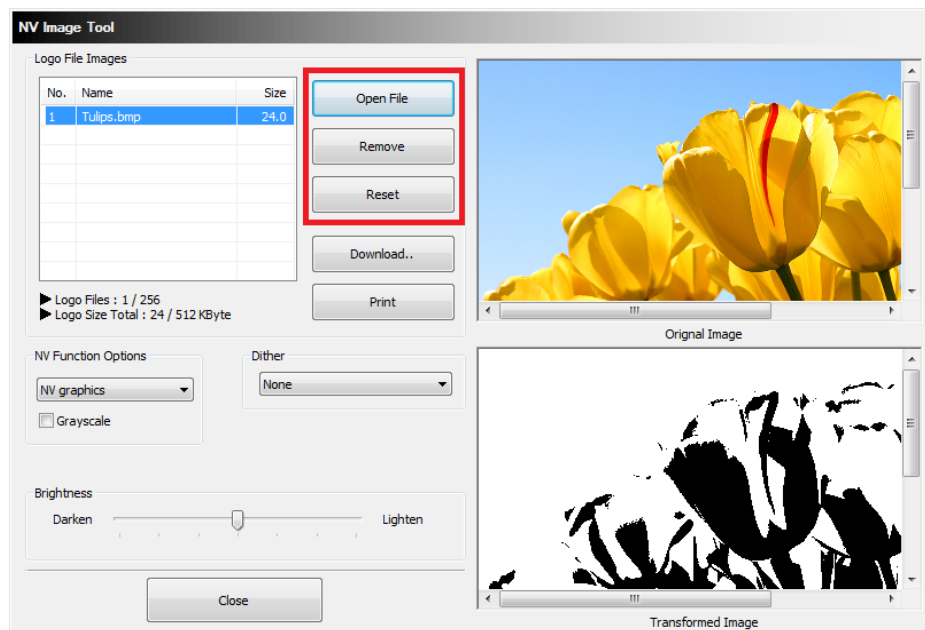 NV Image Tool
Logo File Images
No. Name Size
1 Tulips.bmp 24.0
Open File
Remove
Reset
Download..
Print
▶ Logo Files : 1 / 256
▶ Logo Size Total : 24 / 512 KByte
Orignal Image
NV Function Options
NV graphics
Grayscale
Dither
None
Brightness
Darken Lighten
Close
Transformed Image